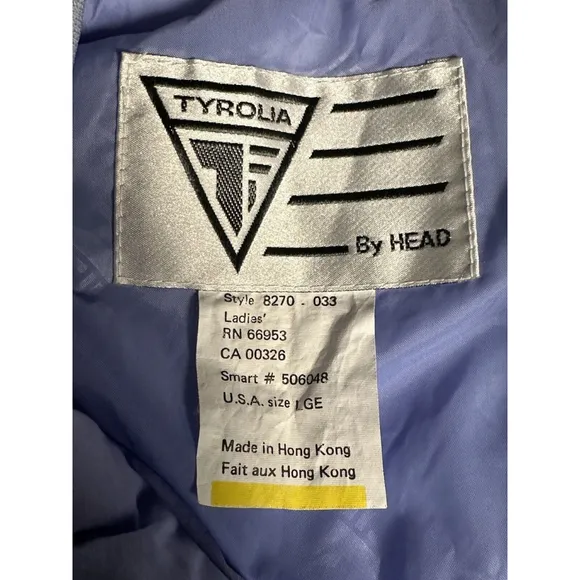 TYROLIA
By HEAD
Style 8270 - 033
Ladies'
RN 66953
CA 00326
Smart # 506048
U.S.A. size LGE
Made in Hong Kong
Fait aux Hong Kong